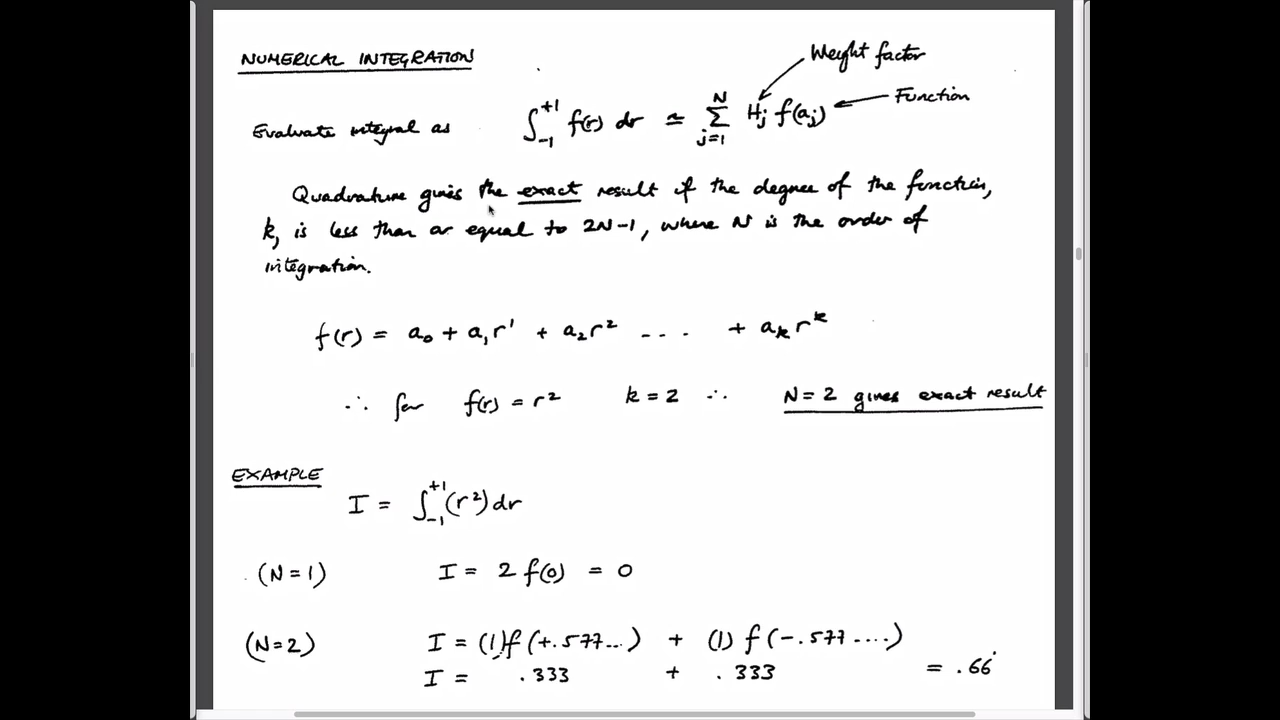 NUMERICAL INTEGRATION
Weight factor
Function
Evaluate integral as ∫₋₁⁺¹ f(r) dr ≃ Σⱼ₌₁ᴺ Hⱼ f(aⱼ)
Quadrature gives the exact result if the degree of the function,
k, is less than or equal to 2N-1, where N is the order of
integration.
f(r) = a₀ + a₁r¹ + a₂r² .... + aₖrᵏ
∴ for f(r) = r² k = 2 ∴ N = 2 gives exact result
EXAMPLE
I = ∫₋₁⁺¹ (r²) dr
(N=1) I = 2 f(0) = 0
(N=2) I = (1)f(+.577...) + (1) f(-.577....)
I = .333 + .333 = .66̇